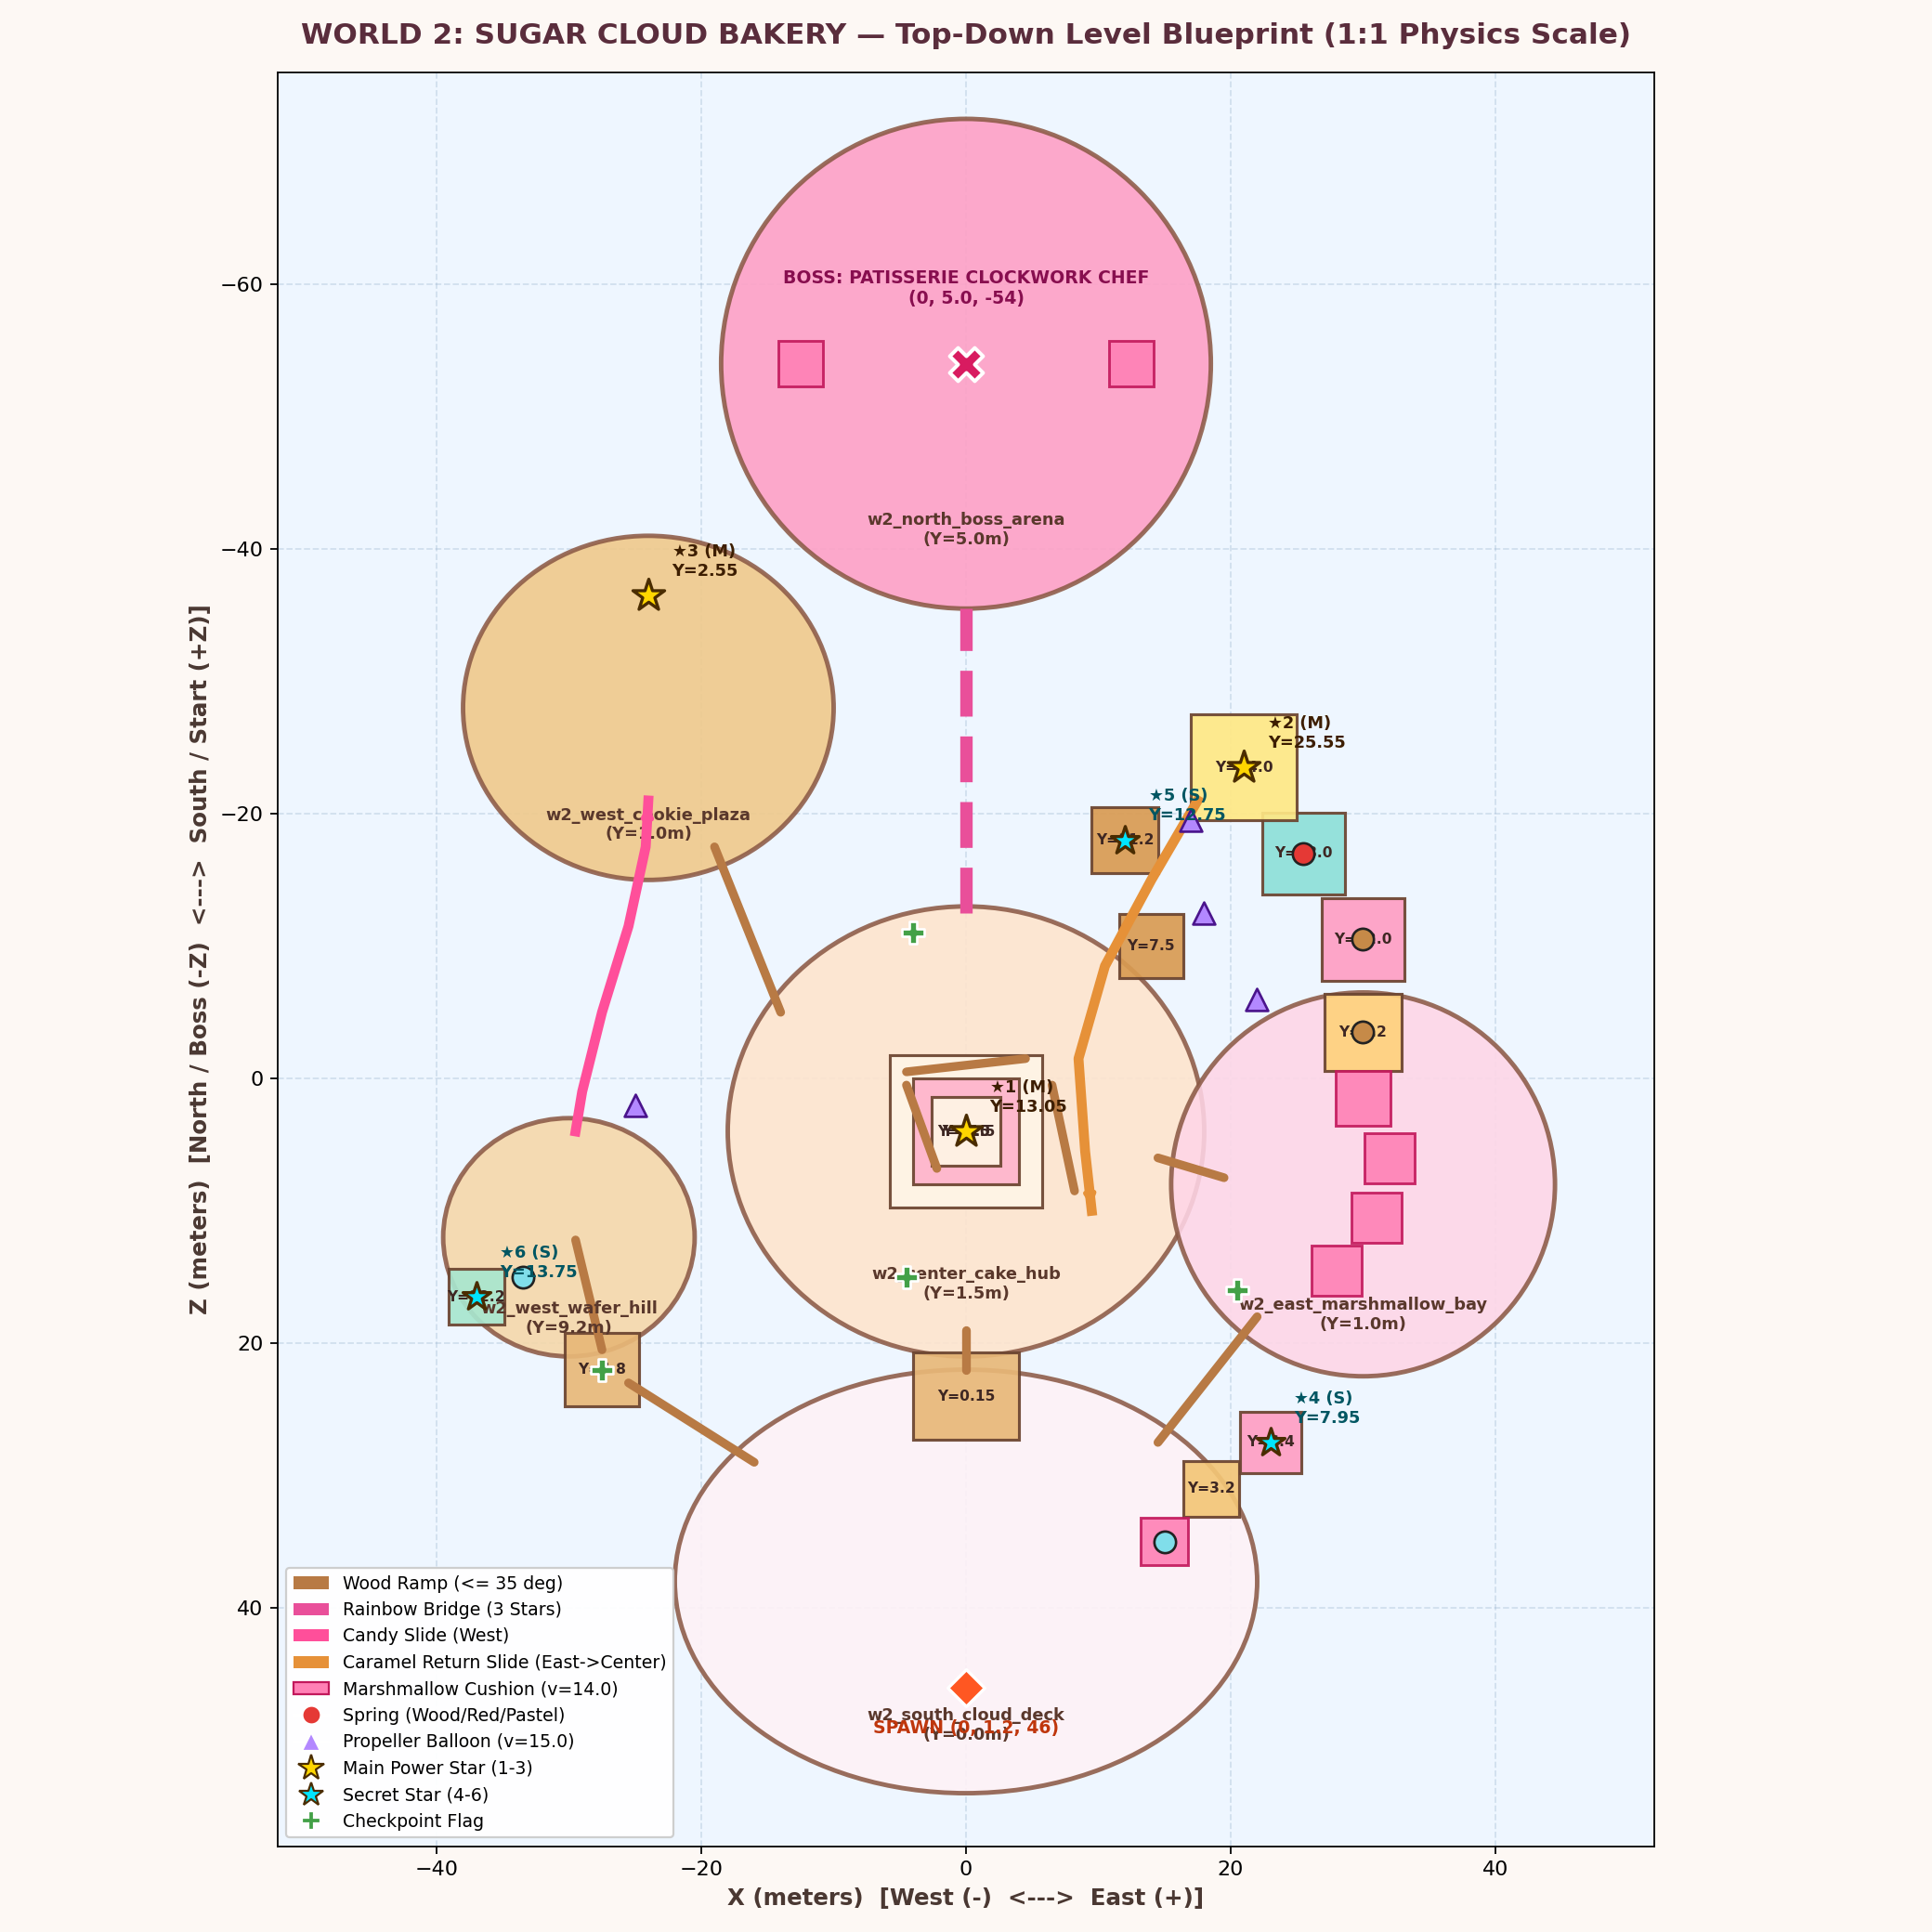 WORLD 2: SUGAR CLOUD BAKERY — Top-Down Level Blueprint (1:1 Physics Scale)
BOSS: PATISSERIE CLOCKWORK CHEF
(0, 5.0, -54)
w2_north_boss_arena
(Y=5.0m)
★3 (M)
Y=2.55
w2_west_cookie_plaza
(Y=1.0m)
★2 (M)
Y=25.55
★5 (S)
Y=12.75
Y=7.5
★1 (M)
Y=13.05
w2_center_cake_hub
(Y=1.5m)
★6 (S)
Y=13.75
w2_west_wafer_hill
(Y=9.2m)
w2_east_marshmallow_bay
(Y=1.0m)
Y=0.15
★4 (S)
Y=7.95
Y=3.2
w2_south_cloud_deck
(Y=0.0m)
SPAWN (0, 1.2, 46)
Wood Ramp (<= 35 deg)
Rainbow Bridge (3 Stars)
Candy Slide (West)
Caramel Return Slide (East->Center)
Marshmallow Cushion (v=14.0)
Spring (Wood/Red/Pastel)
Propeller Balloon (v=15.0)
Main Power Star (1-3)
Secret Star (4-6)
Checkpoint Flag
−60
−40
−20
0
20
40
Z (meters)  [North / Boss (-Z)  <--->  South / Start (+Z)]
−40
−20
0
20
40
X (meters)  [West (-)  <--->  East (+)]